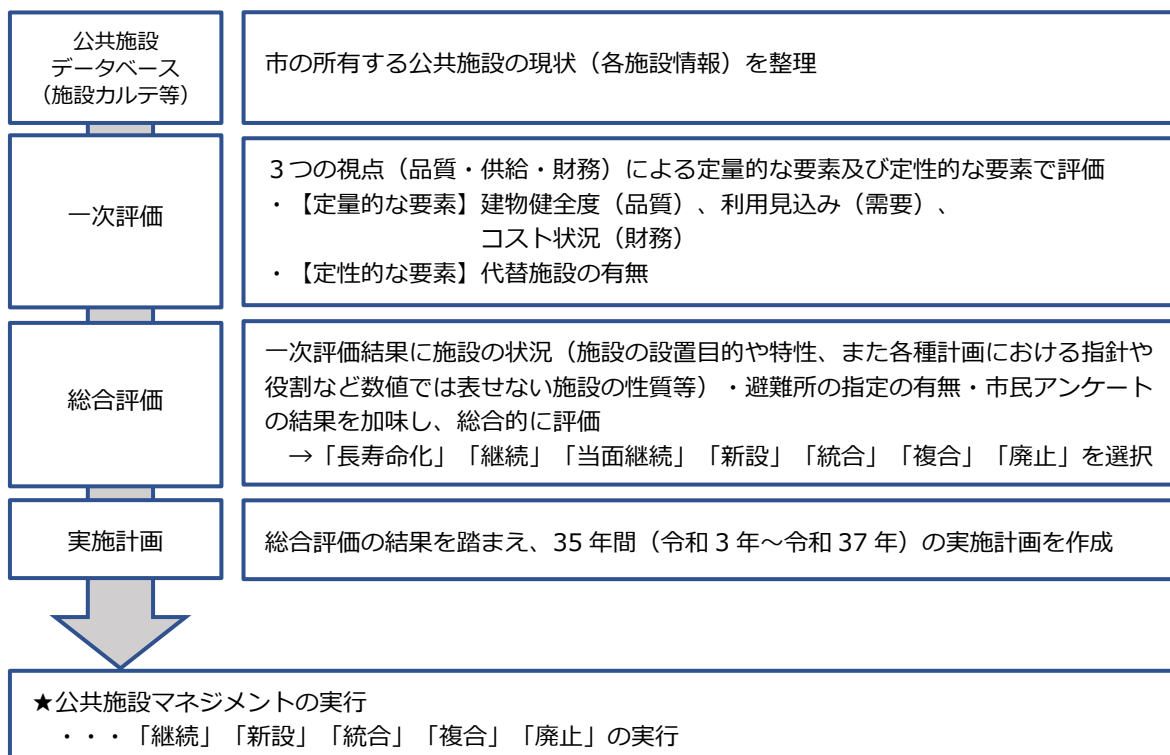 公共施設
データベース
（施設カルテ等）
市の所有する公共施設の現状（各施設情報）を整理
一次評価
３つの視点（品質・供給・財務）による定量的な要素及び定性的な要素で評価
・【定量的な要素】建物健全度（品質）、利用見込み（需要）、
コスト状況（財務）
・【定性的な要素】代替施設の有無
総合評価
一次評価結果に施設の状況（施設の設置目的や特性、また各種計画における指針や
役割など数値では表せない施設の性質等）・避難所の指定の有無・市民アンケート
の結果を加味し、総合的に評価
→「長寿命化」「継続」「当面継続」「新設」「統合」「複合」「廃止」を選択
実施計画
総合評価の結果を踏まえ、35 年間（令和 3 年～令和 37 年）の実施計画を作成
★公共施設マネジメントの実行
・・・「継続」「新設」「統合」「複合」「廃止」の実行